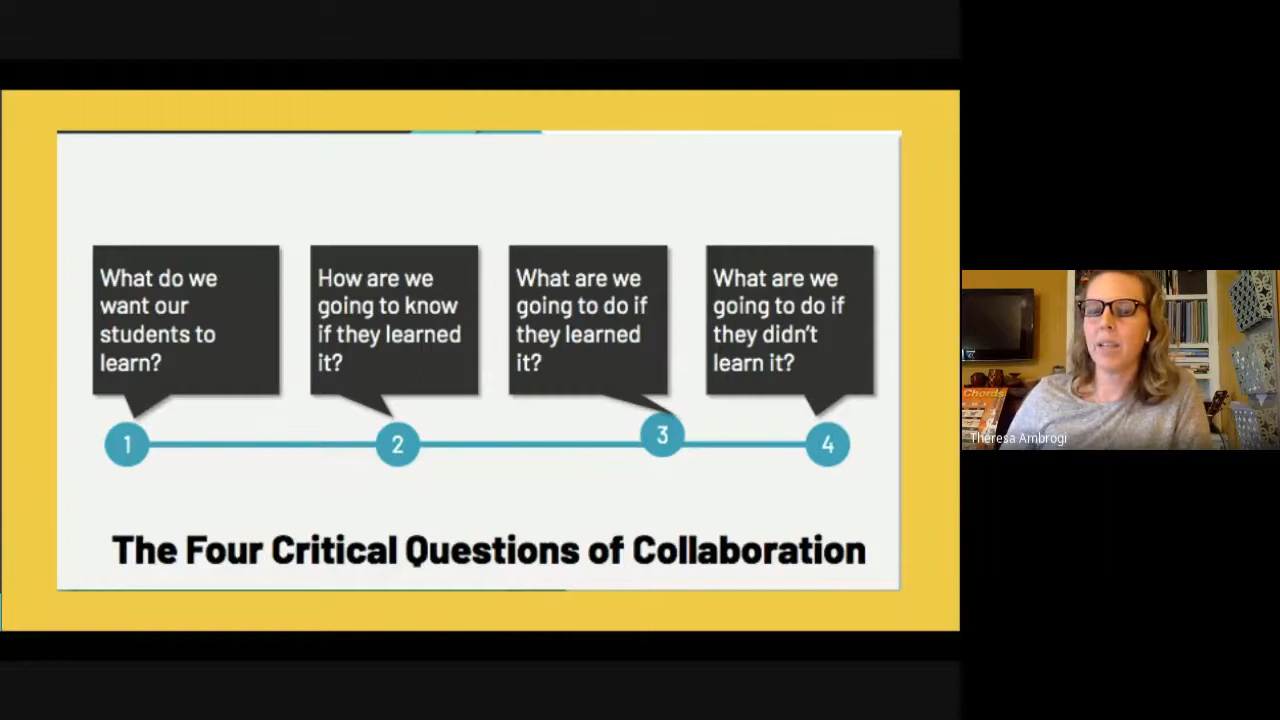 What do we
want our
students to
learn?
How are we
going to know
if they learned
it?
What are we
going to do if
they learned
it?
What are we
going to do if
they didn't
learn it?
1
2
3
4
The Four Critical Questions of Collaboration
Chords
Theresa Ambrogi